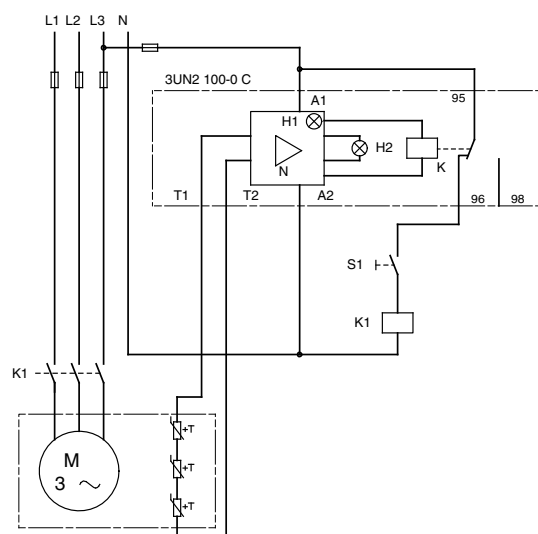 L1 L2 L3 N
3UN2 100-0 C
A1
95
H1
H2
K
N
T1
T2
A2
96
98
S1
K1
K1
M
3
+T
+T
+T